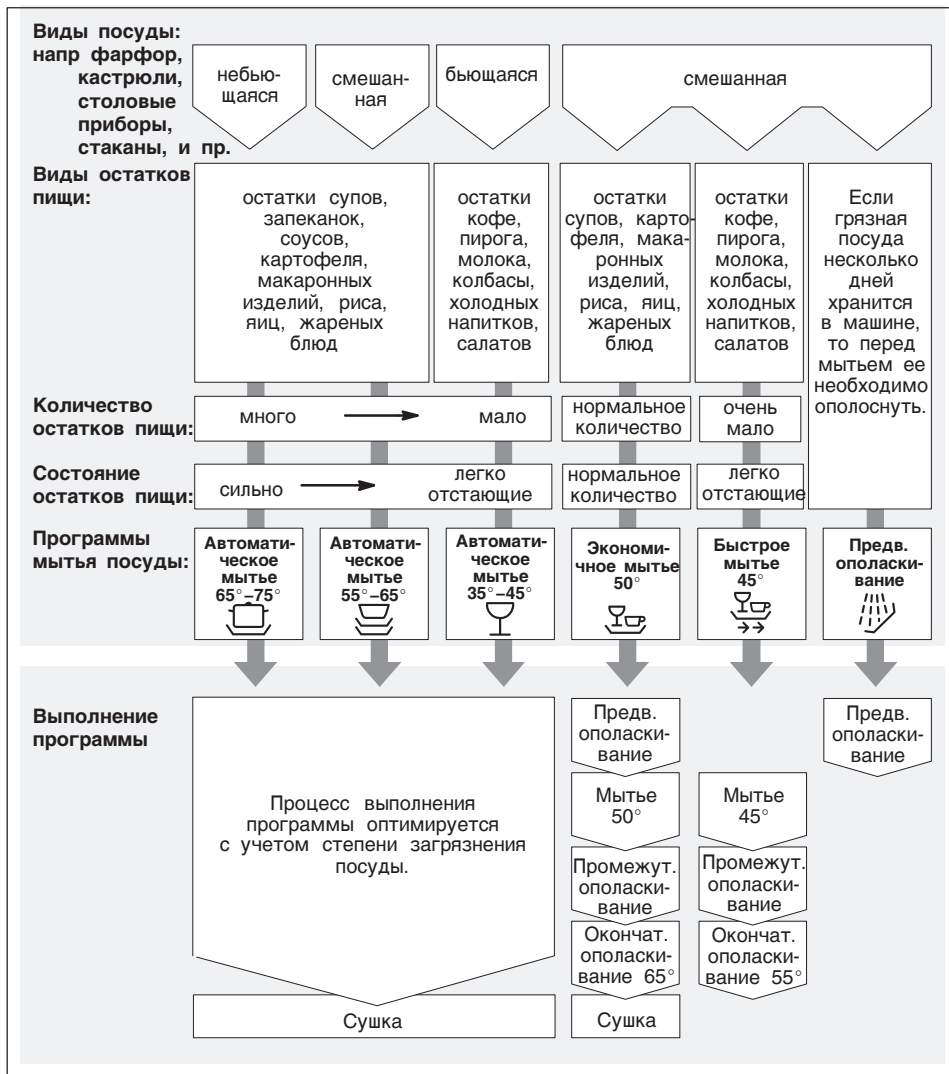 Виды посуды:
напр фарфор,
кастрюли,
столовые
приборы,
стаканы, и пр.
небью-
щаяся
смешан-
ная
бьющаяся
смешанная
Виды остатков
пищи:
остатки супов,
запеканок,
соусов,
картофеля,
макаронных
изделий, риса,
яиц, жареных
блюд
остатки
кофе,
пирога,
молока,
колбасы,
холодных
напитков,
салатов
остатки
супов, карто-
феля, мака-
ронных
изделий,
риса, яиц,
жареных
блюд
остатки
кофе,
пирога,
молока,
колбасы,
холодных
напитков,
салатов
Если
грязная
посуда
несколько
дней
хранится
в машине,
то перед
мытьем ее
необходимо
ополоснуть.
Количество
остатков пищи:
много
мало
нормальное
количество
очень
мало
Состояние
остатков пищи:
сильно
легко
отстающие
нормальное
количество
легко
отстающие
Программы
мытья посуды:
Автомати-
ческое
мытье
65°–75°
Автомати-
ческое
мытье
55°–65°
Автомати-
ческое
мытье
35°–45°
Экономи-
чное мытье
50°
Быстрое
мытье
45°
Предв.
ополаски-
вание
Выполнение
программы
Процесс выполнения
программы оптимируется
с учетом степени загрязнения
посуды.
Сушка
Предв.
ополаски-
вание
Мытье
50°
Промежут.
ополаски-
вание
Окончат.
ополаски-
вание 65°
Сушка
Мытье
45°
Промежут.
ополаски-
вание
Окончат.
ополаски-
вание 55°
Предв.
ополаски-
вание